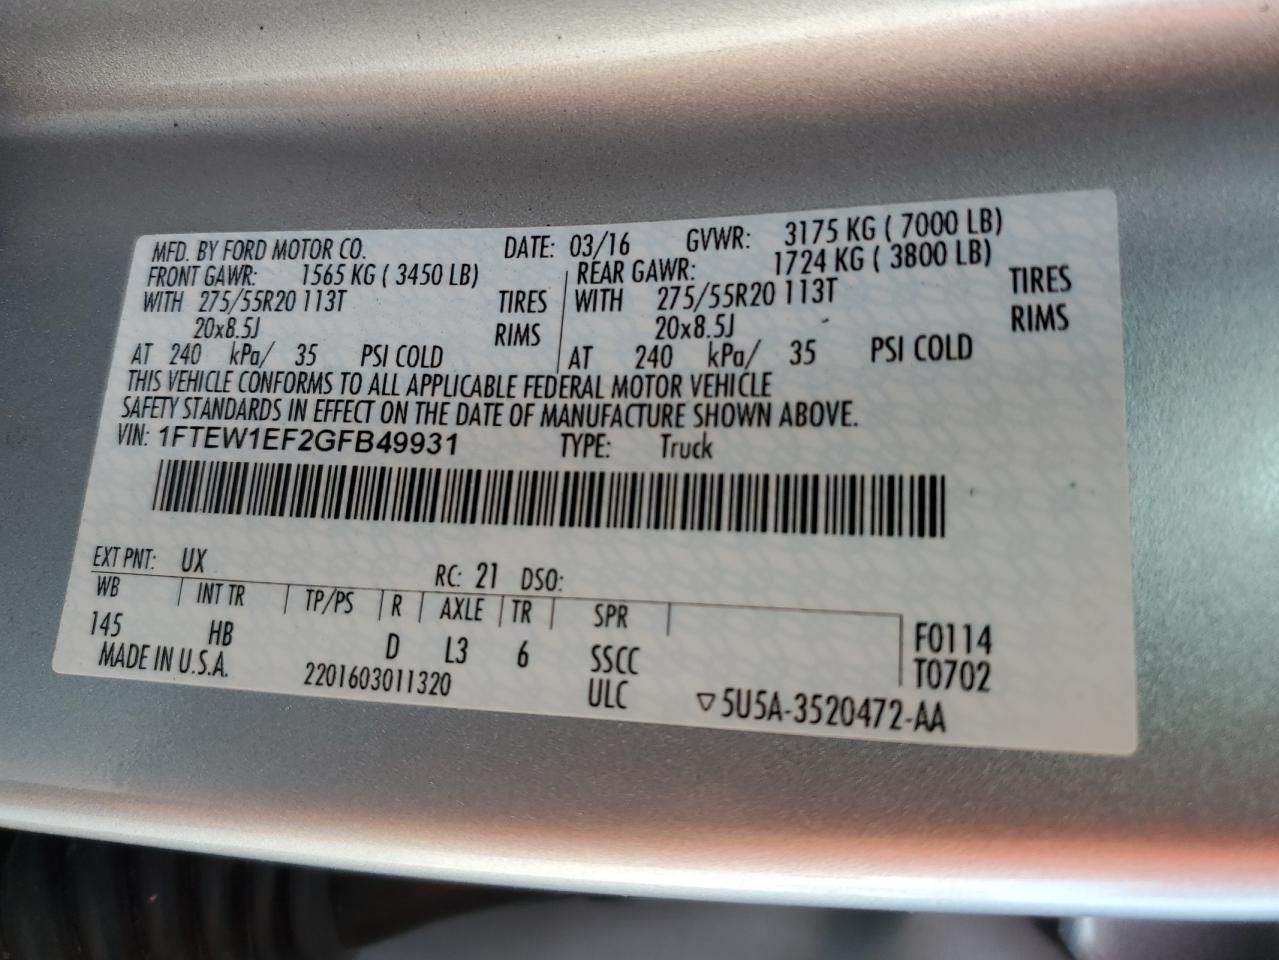 MFD. BY FORD MOTOR CO. DATE: 03/16 GVWR: 3175 KG ( 7000 LB)
FRONT GAWR: 1565 KG ( 3450 LB) REAR GAWR: 1724 KG ( 3800 LB)
WITH 275/55R20 113T TIRES WITH 275/55R20 113T TIRES
20x8.5J RIMS 20x8.5J RIMS
AT 240 kPa/ 35 PSI COLD AT 240 kPa/ 35 PSI COLD
THIS VEHICLE CONFORMS TO ALL APPLICABLE FEDERAL MOTOR VEHICLE
SAFETY STANDARDS IN EFFECT ON THE DATE OF MANUFACTURE SHOWN ABOVE.
VIN: 1FTEW1EF2GFB49931 TYPE: Truck
EXT PNT: UX RC: 21 DSO:
WB INT TR TP/PS R AXLE TR SPR
145 HB D L3 6 SSCC F0114
MADE IN U.S.A. 2201603011320 ULC T0702
▽5U5A-3520472-AA